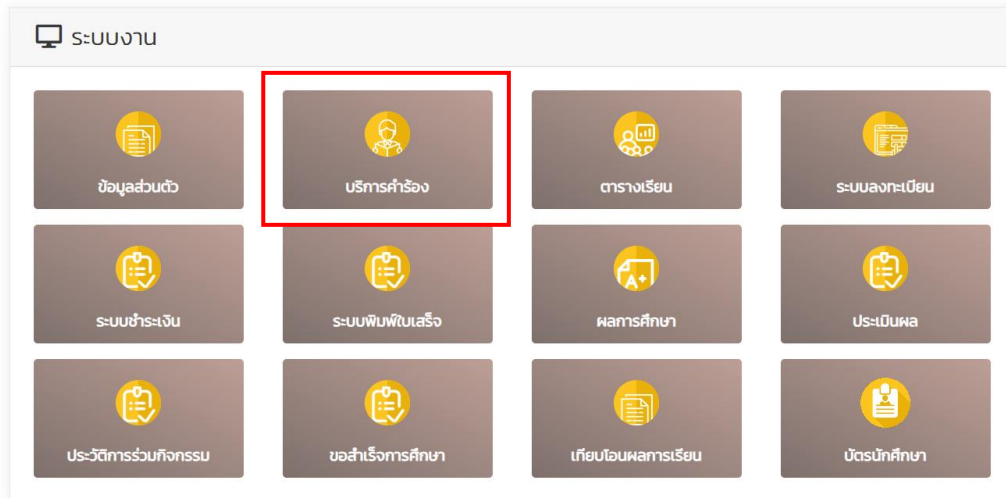 ระบบงาน
ข้อมูลส่วนตัว
บริการคำร้อง
ตารางเรียน
ระบบลงทะเบียน
ระบบชำระเงิน
ระบบพิมพ์ใบเสร็จ
A+
ผลการศึกษา
ประเมินผล
ประวัติการร่วมกิจกรรม
ขอสำเร็จการศึกษา
เทียบโอนผลการเรียน
บัตรนักศึกษา